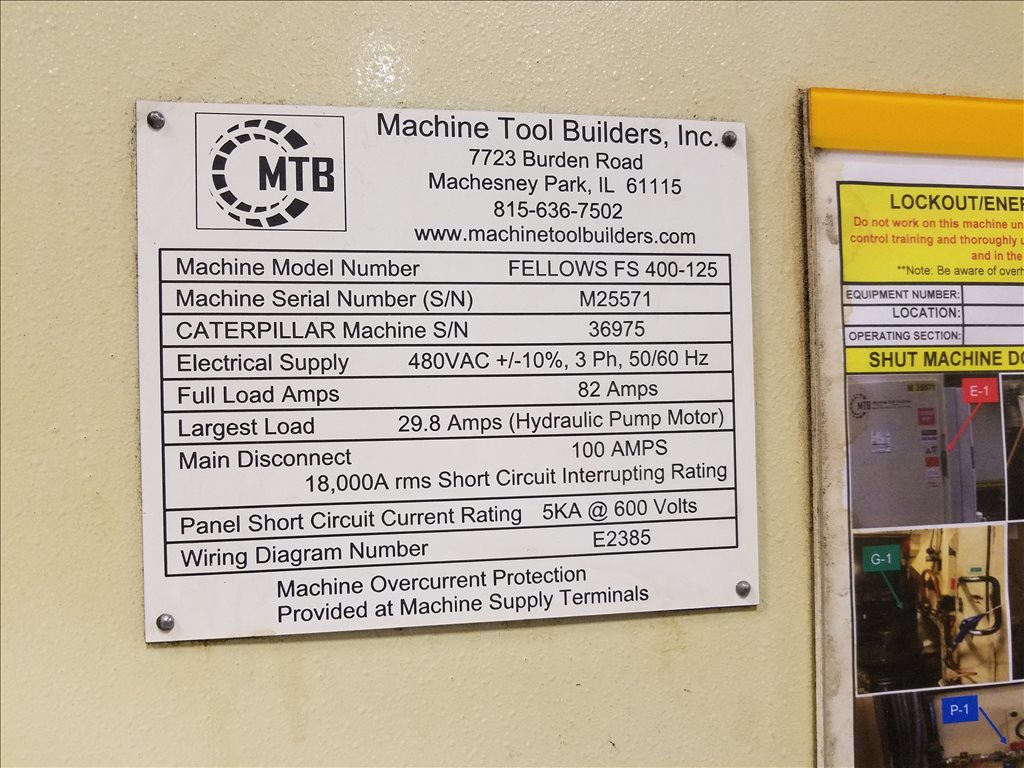 MTB
Machine Tool Builders, Inc.
7723 Burden Road
Machesney Park, IL 61115
815-636-7502
www.machinetoolbuilders.com
Machine Model Number FELLOWS FS 400-125
Machine Serial Number (S/N) M25571
CATERPILLAR Machine S/N 36975
Electrical Supply 480VAC +/-10%, 3 Ph, 50/60 Hz
Full Load Amps 82 Amps
Largest Load 29.8 Amps (Hydraulic Pump Motor)
Main Disconnect 100 AMPS
18,000A rms Short Circuit Interrupting Rating
Panel Short Circuit Current Rating 5KA @ 600 Volts
Wiring Diagram Number E2385
Machine Overcurrent Protection
Provided at Machine Supply Terminals
LOCKOUT/ENER
Do not work on this machine un
control training and thoroughly u
and in the
**Note: Be aware of overh
EQUIPMENT NUMBER:
LOCATION:
OPERATING SECTION:
SHUT MACHINE DO
M 25571
MTB
E-1
G-1
P-1